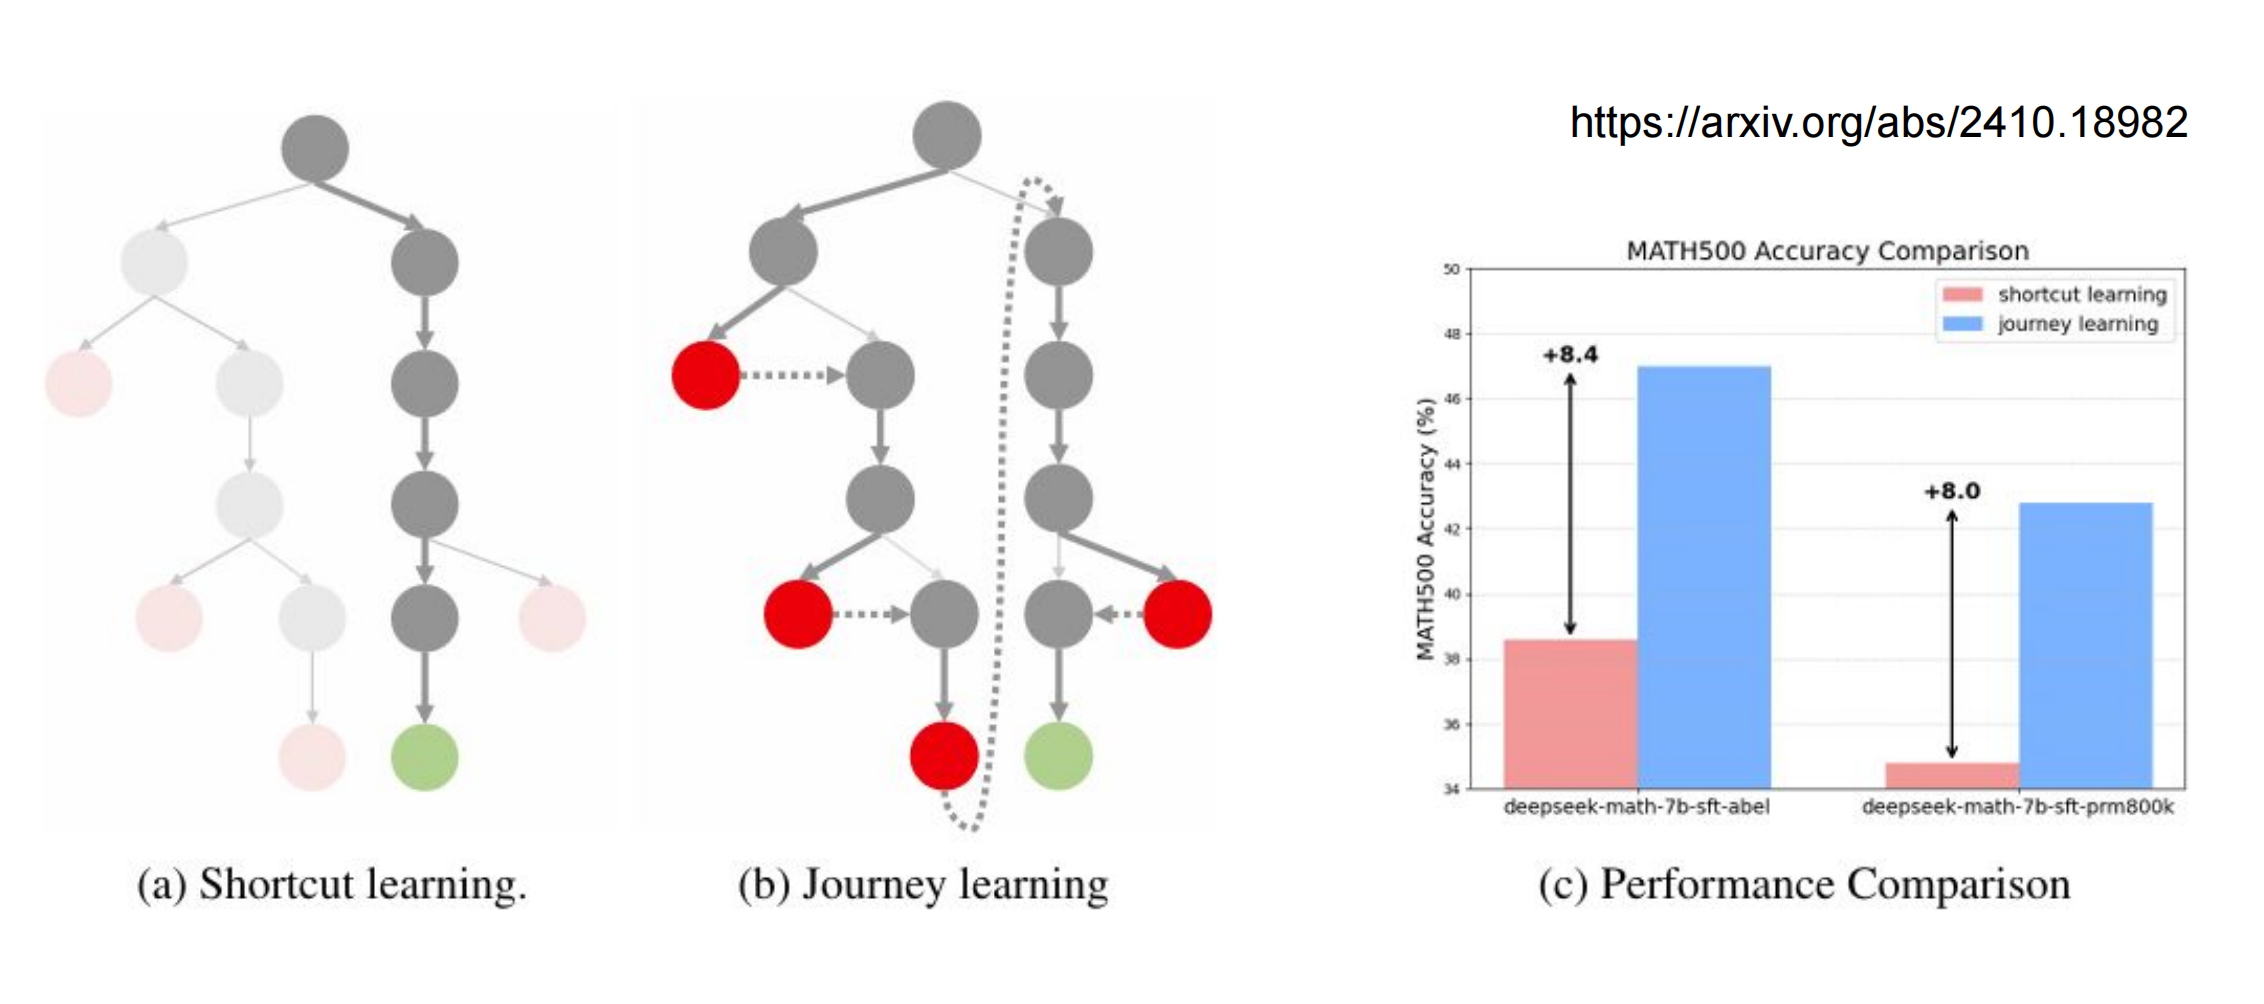 https://arxiv.org/abs/2410.18982
MATH500 Accuracy Comparison
50
48
46
44
42
40
38
36
34
MATH500 Accuracy (%)
shortcut learning
journey learning
+8.4
+8.0
deepseek-math-7b-sft-abel
deepseek-math-7b-sft-prm800k
(a) Shortcut learning.
(b) Journey learning
(c) Performance Comparison